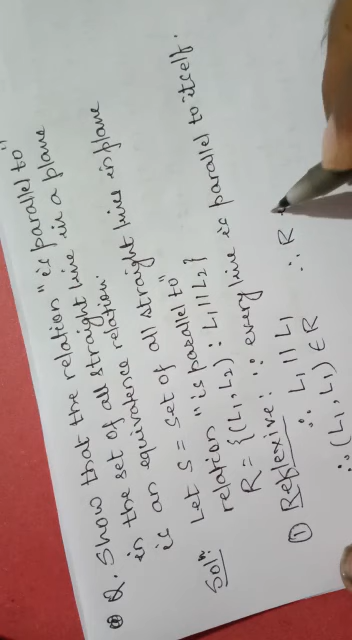 Q. Show that the relation "is parallel to"
in the set of all straight line in a plane
is an equivalence relation.
Soln. Let S = set of all straight lines in plane
relation "is parallel to"
R = {(L1, L2) : L1 || L2}
① Reflexive: ∵ every line is parallel to itself.
∴ L1 || L1
∴ (L1, L1) ∈ R ∴ R